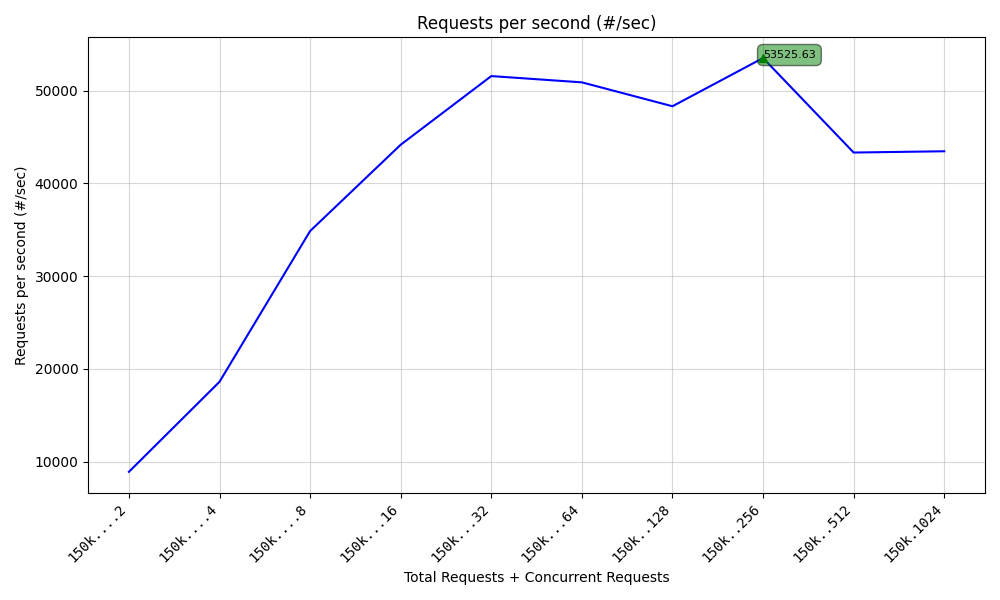 Requests per second (#/sec)
53525.63
50000
40000
30000
20000
10000
Requests per second (#/sec)
150k....2
150k....4
150k....8
150k...16
150k...32
150k...64
150k..128
150k..256
150k..512
150k.1024
Total Requests + Concurrent Requests